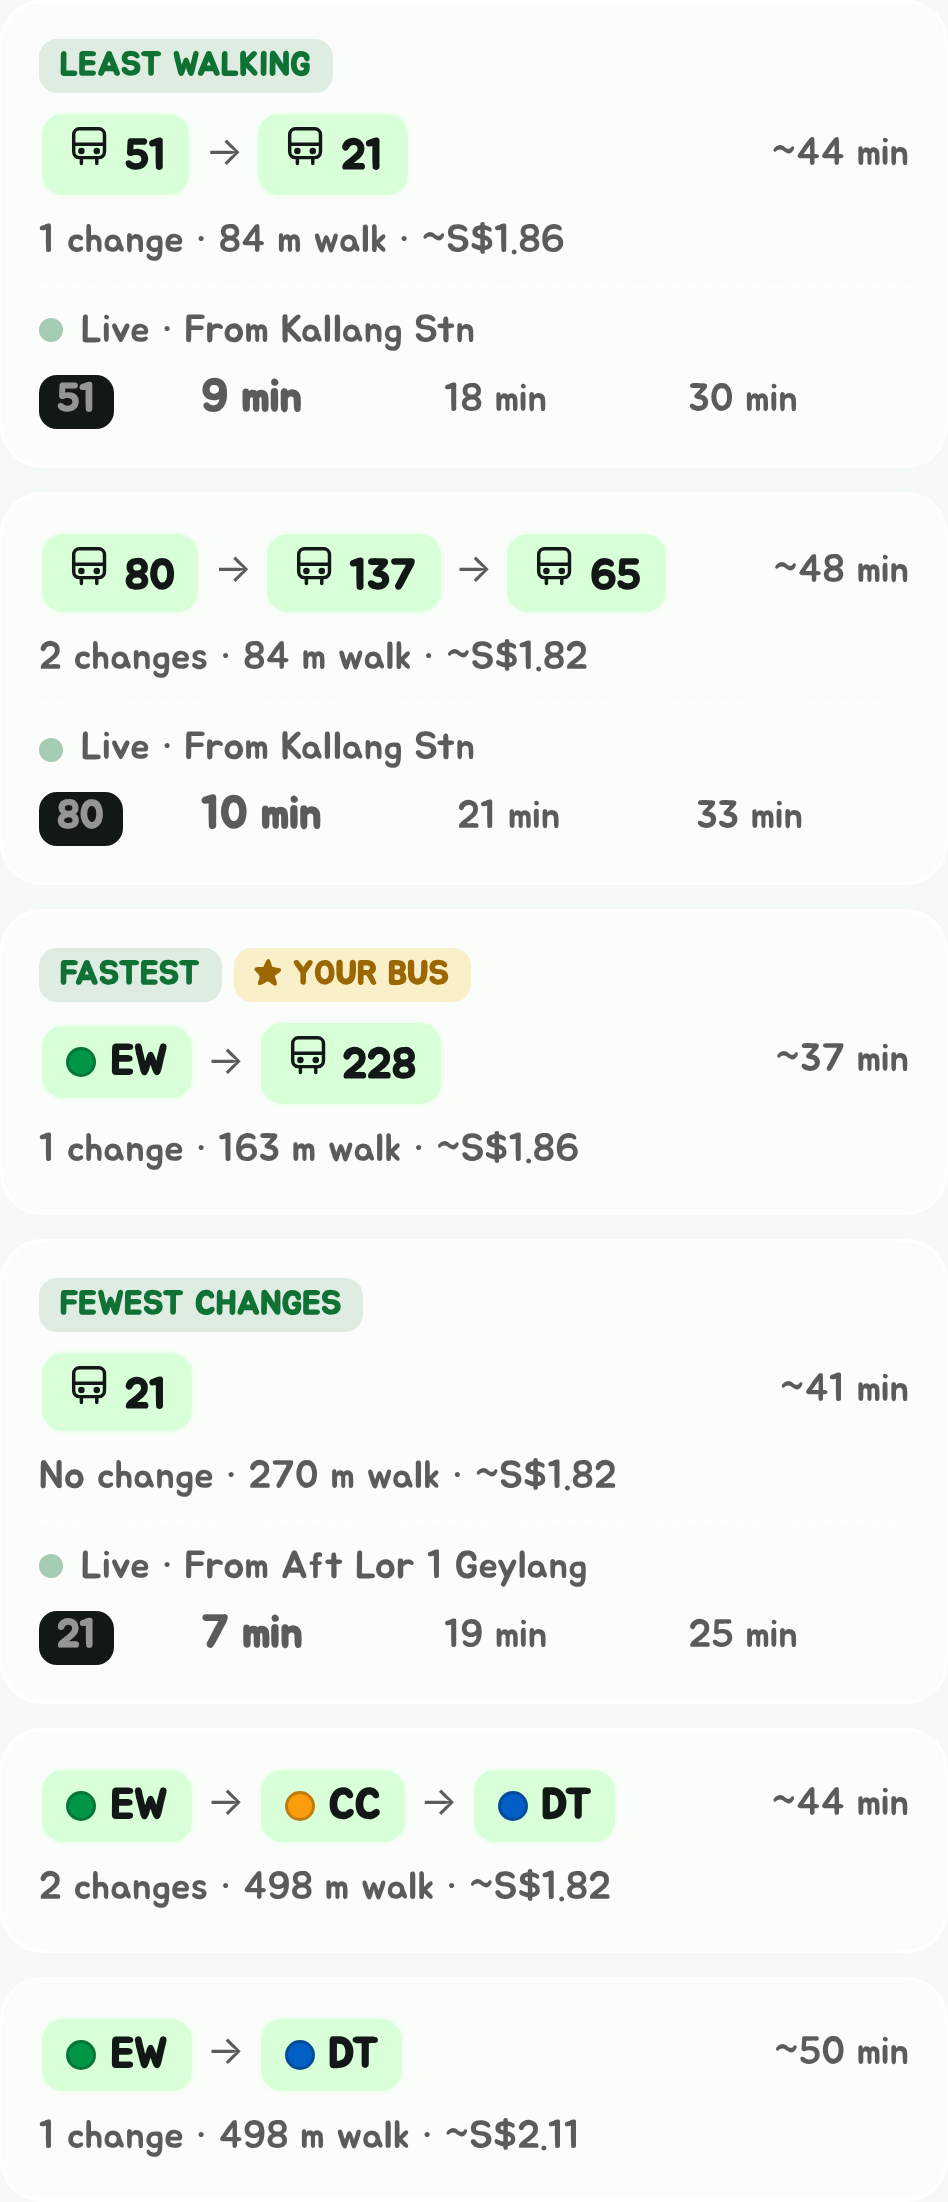 LEAST WALKING
51 → 21 ~44 min
1 change · 84 m walk · ~S$1.86
Live · From Kallang Stn
51 9 min 18 min 30 min
80 → 137 → 65 ~48 min
2 changes · 84 m walk · ~S$1.82
Live · From Kallang Stn
80 10 min 21 min 33 min
FASTEST ★ YOUR BUS
EW → 228 ~37 min
1 change · 163 m walk · ~S$1.86
FEWEST CHANGES
21 ~41 min
No change · 270 m walk · ~S$1.82
Live · From Aft Lor 1 Geylang
21 7 min 19 min 25 min
EW → CC → DT ~44 min
2 changes · 498 m walk · ~S$1.82
EW → DT ~50 min
1 change · 498 m walk · ~S$2.11